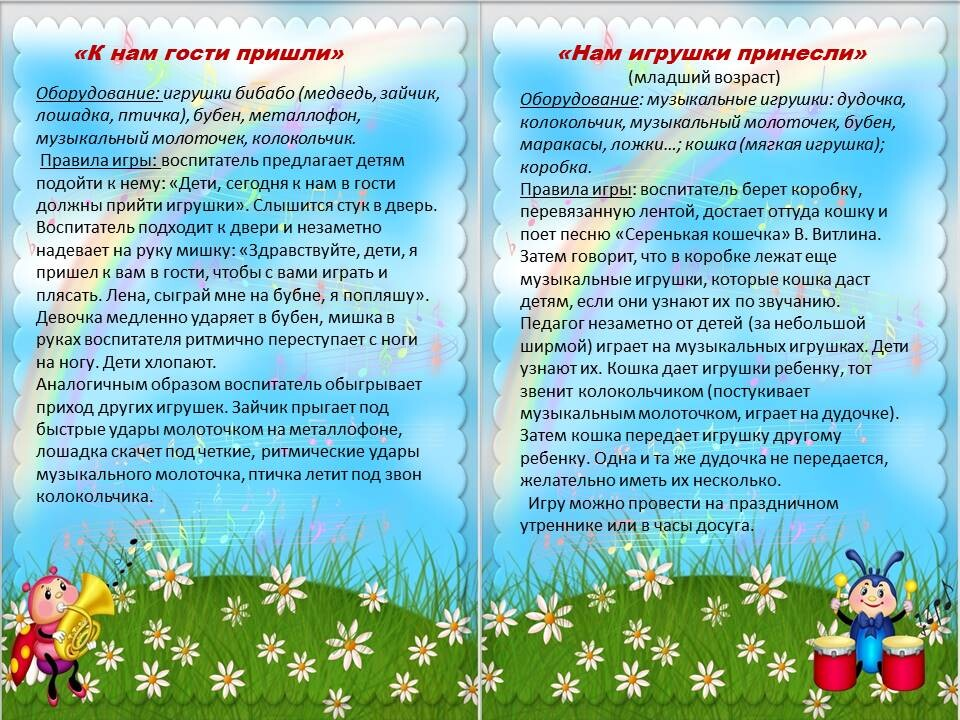 «К нам гости пришли»
Оборудование: игрушки бибабо (медведь, зайчик,
лошадка, птичка), бубен, металлофон,
музыкальный молоточек, колокольчик.
Правила игры: воспитатель предлагает детям
подойти к нему: «Дети, сегодня к нам в гости
должны прийти игрушки». Слышится стук в дверь.
Воспитатель подходит к двери и незаметно
надевает на руку мишку: «Здравствуйте, дети, я
пришел к вам в гости, чтобы с вами играть и
плясать. Лена, сыграй мне на бубне, я попляшу».
Девочка медленно ударяет в бубен, мишка в
руках воспитателя ритмично переступает с ноги
на ногу. Дети хлопают.
Аналогичным образом воспитатель обыгрывает
приход других игрушек. Зайчик прыгает под
быстрые удары молоточком на металлофоне,
лошадка скачет под четкие, ритмические удары
музыкального молоточка, птичка летит под звон
колокольчика.
«Нам игрушки принесли»
(младший возраст)
Оборудование: музыкальные игрушки: дудочка,
колокольчик, музыкальный молоточек, бубен,
маракасы, ложки…; кошка (мягкая игрушка);
коробка.
Правила игры: воспитатель берет коробку,
перевязанную лентой, достает оттуда кошку и
поет песню «Серенькая кошечка» В. Витлина.
Затем говорит, что в коробке лежат еще
музыкальные игрушки, которые кошка даст
детям, если они узнают их по звучанию.
Педагог незаметно от детей (за небольшой
ширмой) играет на музыкальных игрушках. Дети
узнают их. Кошка дает игрушки ребенку, тот
звенит колокольчиком (постукивает
музыкальным молоточком, играет на дудочке).
Затем кошка передает игрушку другому
ребенку. Одна и та же дудочка не передается,
желательно иметь их несколько.
Игру можно провести на праздничном
утреннике или в часы досуга.